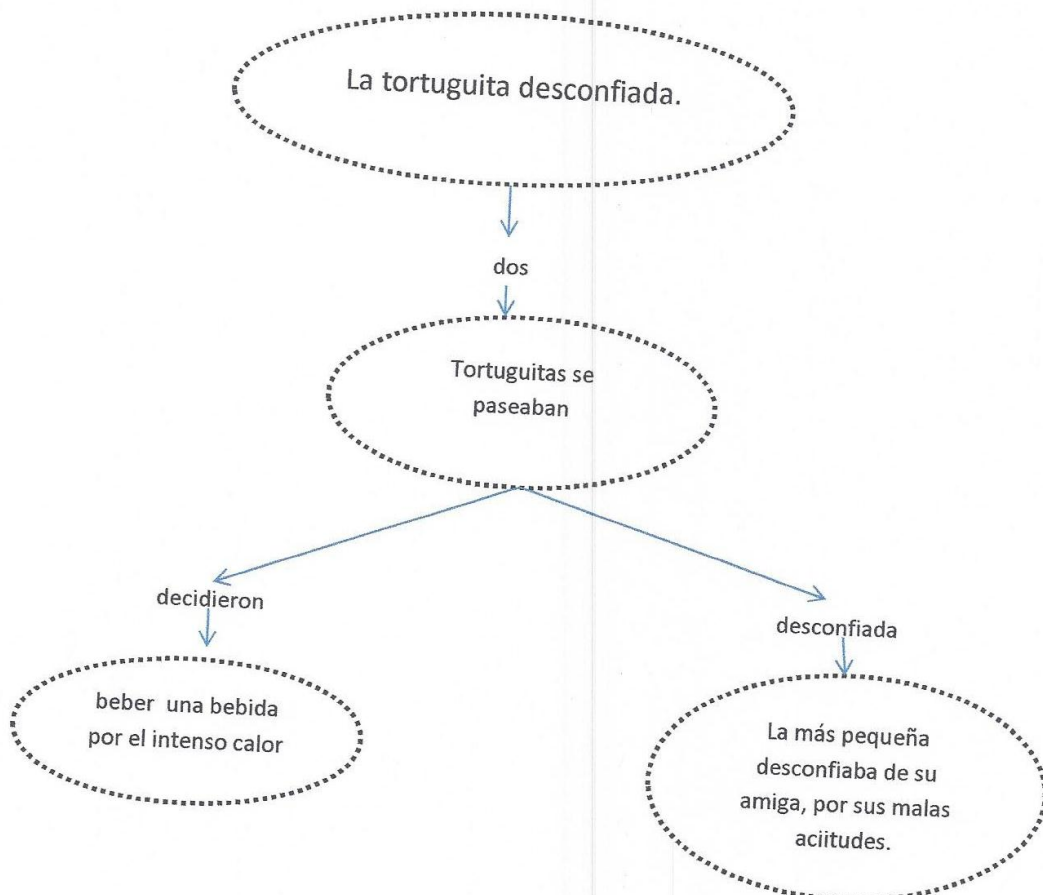 La tortuguita desconfiada.
dos
Tortuguitas se
paseaban
decidieron
beber una bebida
por el intenso calor
desconfiada
La más pequeña
desconfiaba de su
amiga, por sus malas
aciitudes.